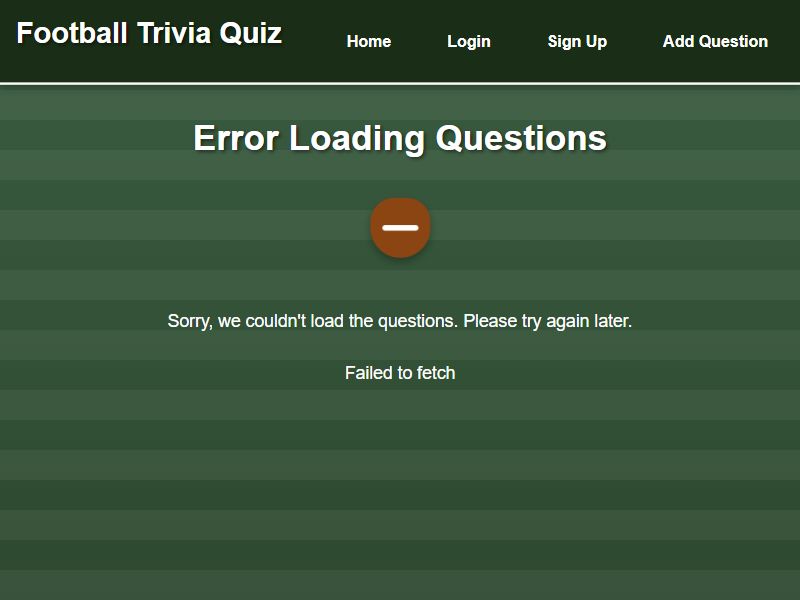 Football Trivia Quiz
Home
Login
Sign Up
Add Question
Error Loading Questions
Sorry, we couldn't load the questions. Please try again later.
Failed to fetch